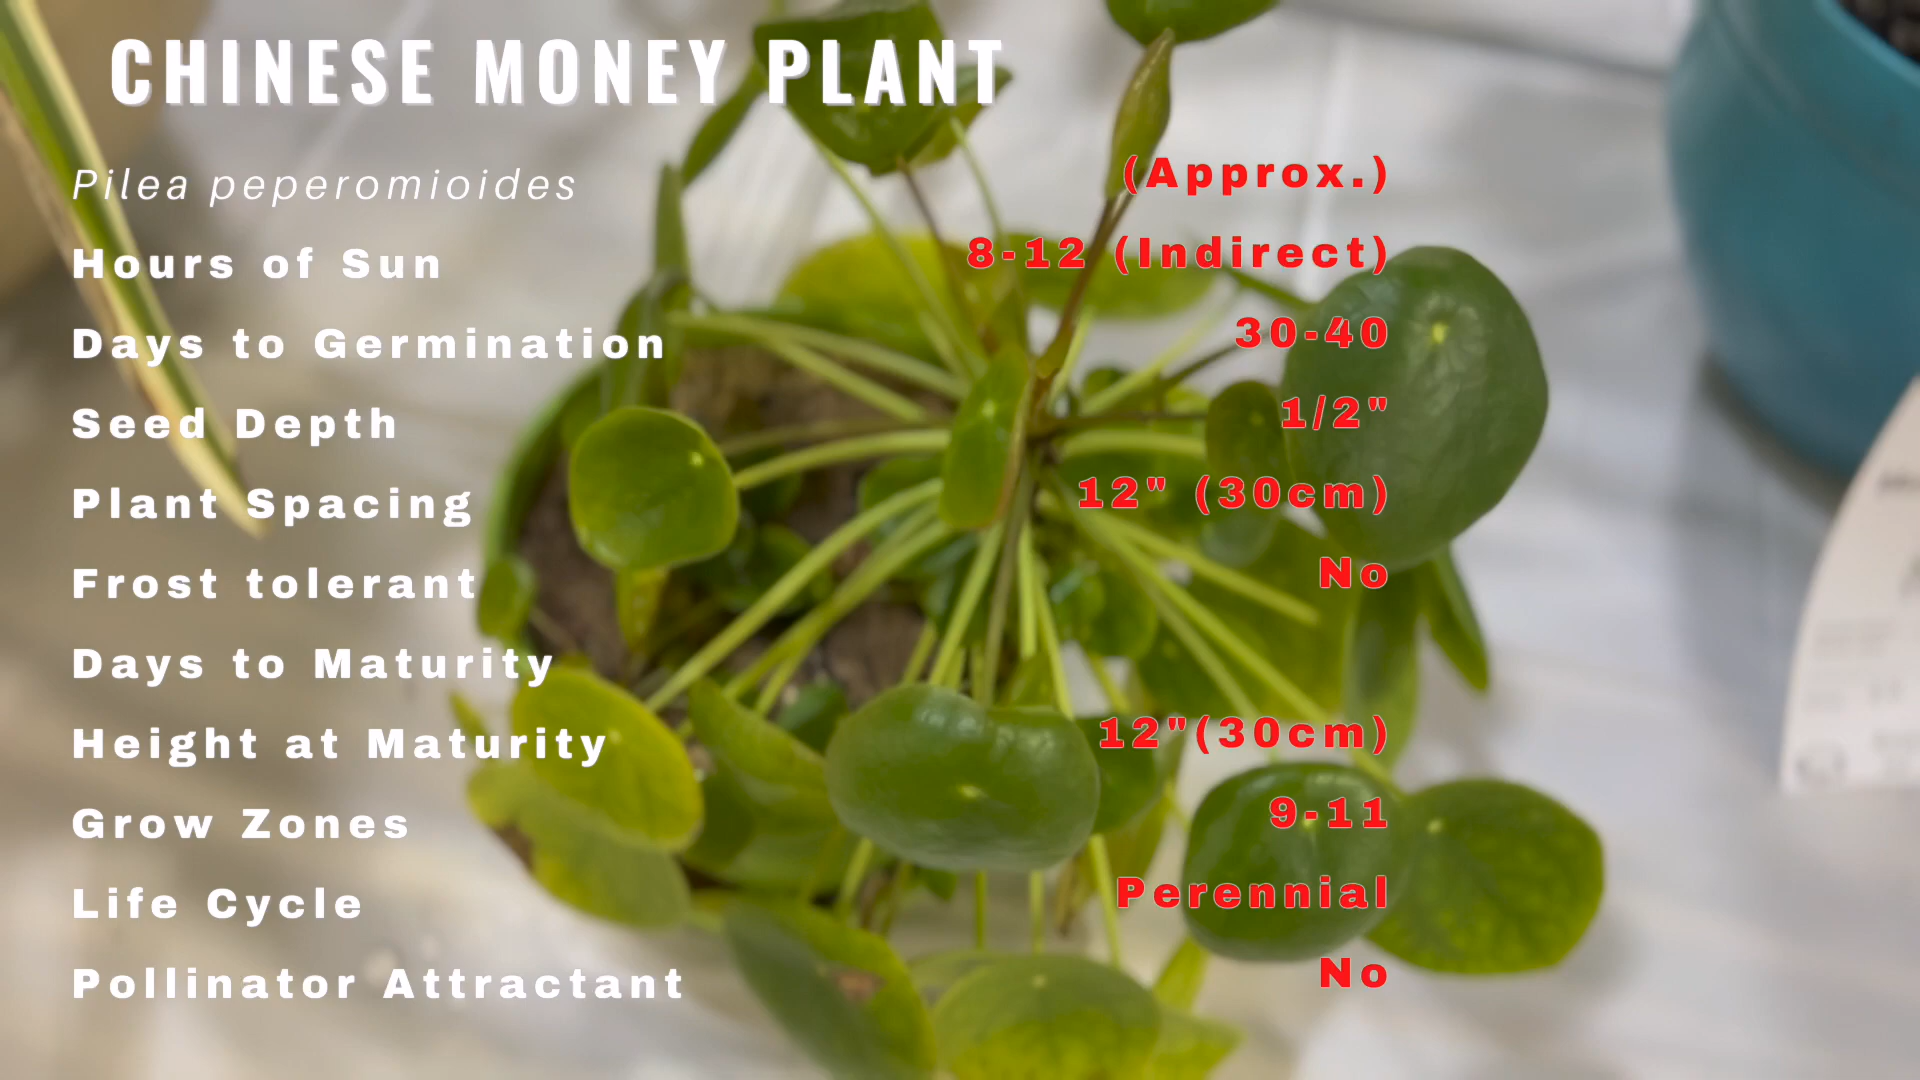 CHINESE MONEY PLANT
Pilea peperomioides (Approx.)
Hours of Sun 8-12 (Indirect)
Days to Germination 30-40
Seed Depth 1/2"
Plant Spacing 12" (30cm)
Frost tolerant No
Days to Maturity
Height at Maturity 12"(30cm)
Grow Zones 9-11
Life Cycle Perennial
Pollinator Attractant No